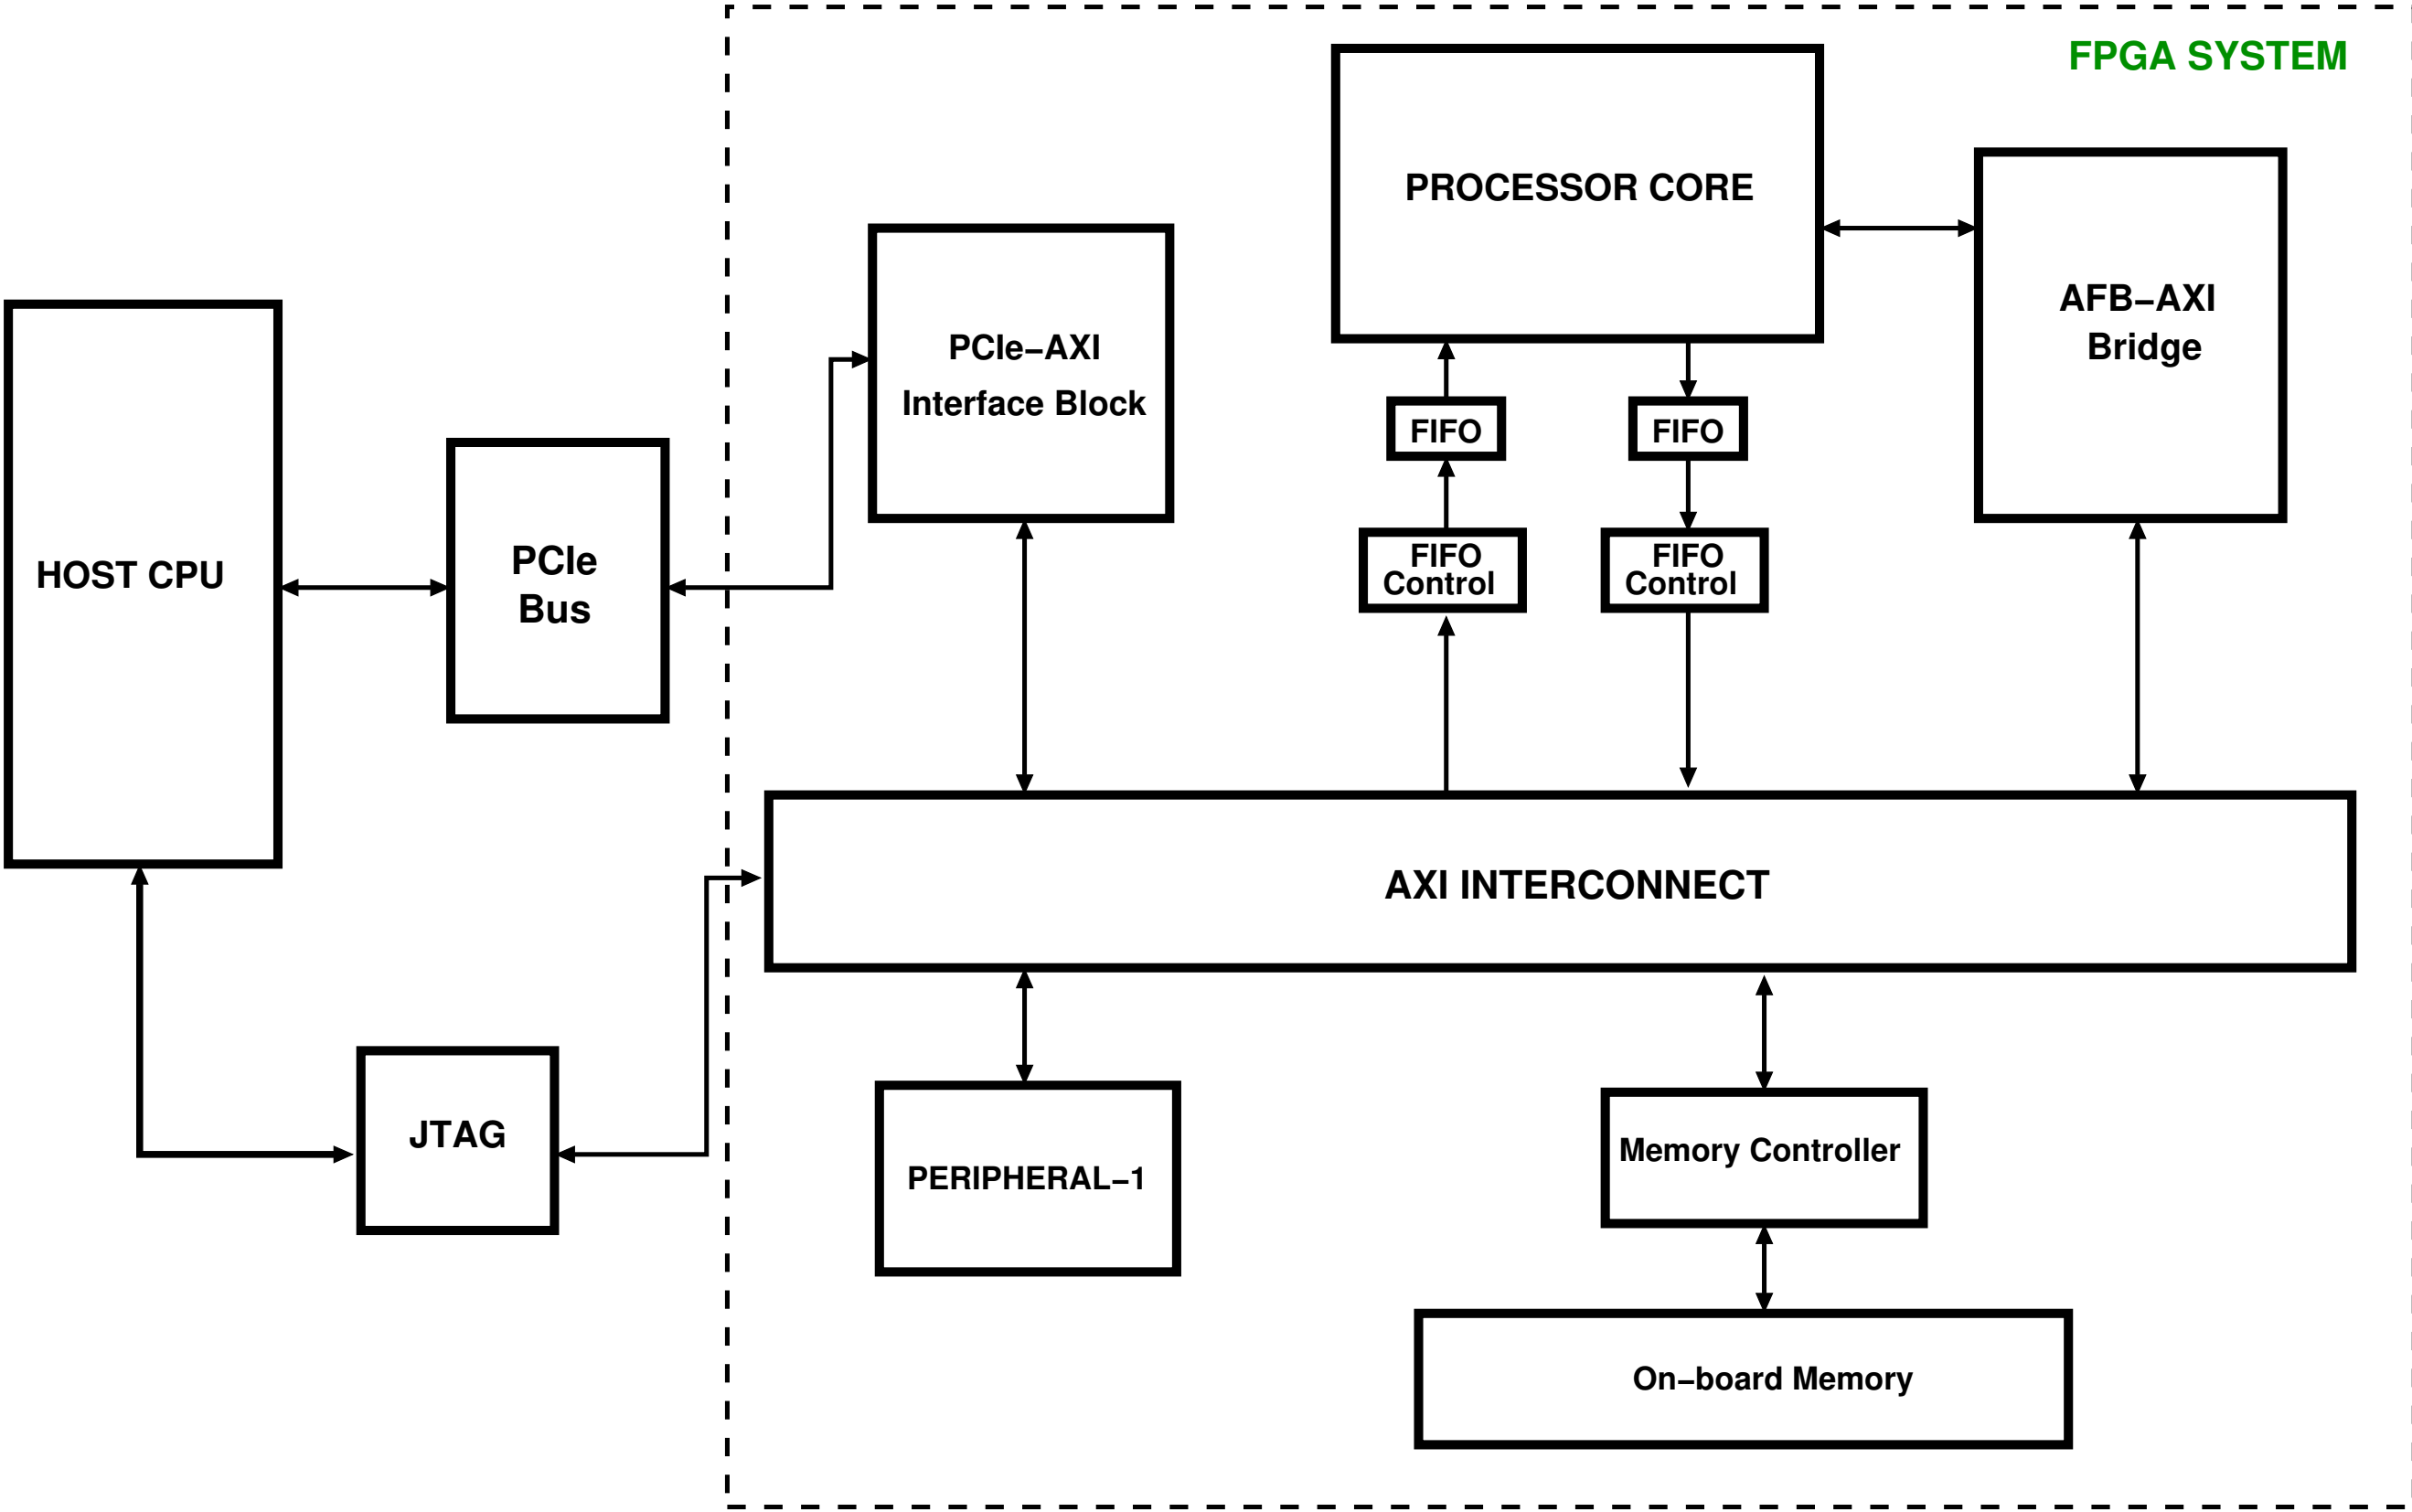 FPGA SYSTEM
PROCESSOR CORE
AFB–AXI
Bridge
PCIe–AXI
Interface Block
FIFO
FIFO
HOST CPU
PCIe
Bus
FIFO
Control
FIFO
Control
AXI INTERCONNECT
JTAG
PERIPHERAL–1
Memory Controller
On–board Memory